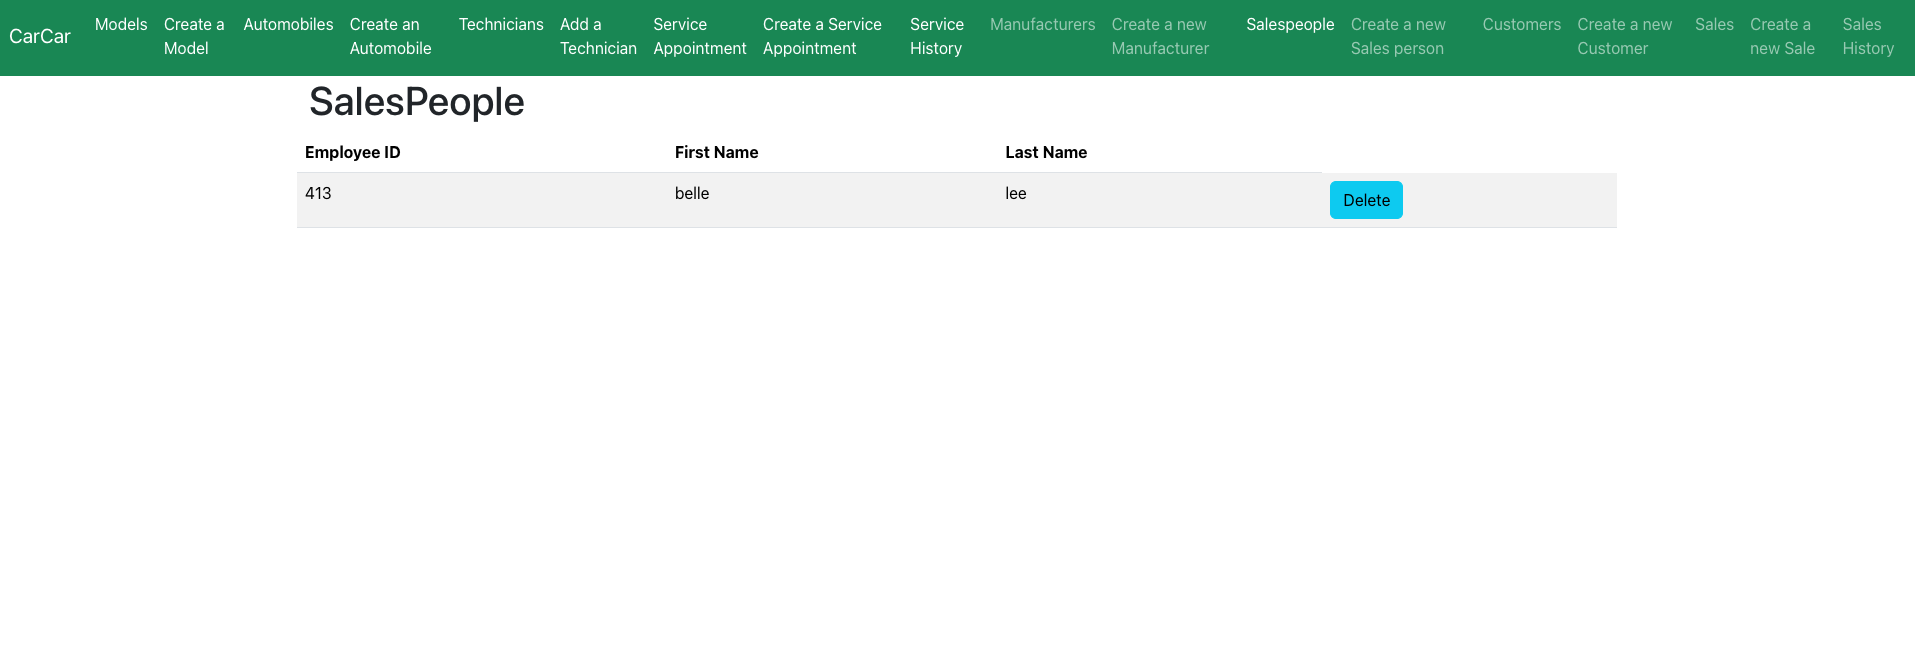 CarCar
Models
Create a
Model
Automobiles
Create an
Automobile
Technicians
Add a
Technician
Service
Appointment
Create a Service
Appointment
Service
History
Manufacturers
Create a new
Manufacturer
Salespeople
Create a new
Sales person
Customers
Create a new
Customer
Sales
Create a
new Sale
Sales
History
SalesPeople
Employee ID First Name Last Name
413 belle lee Delete